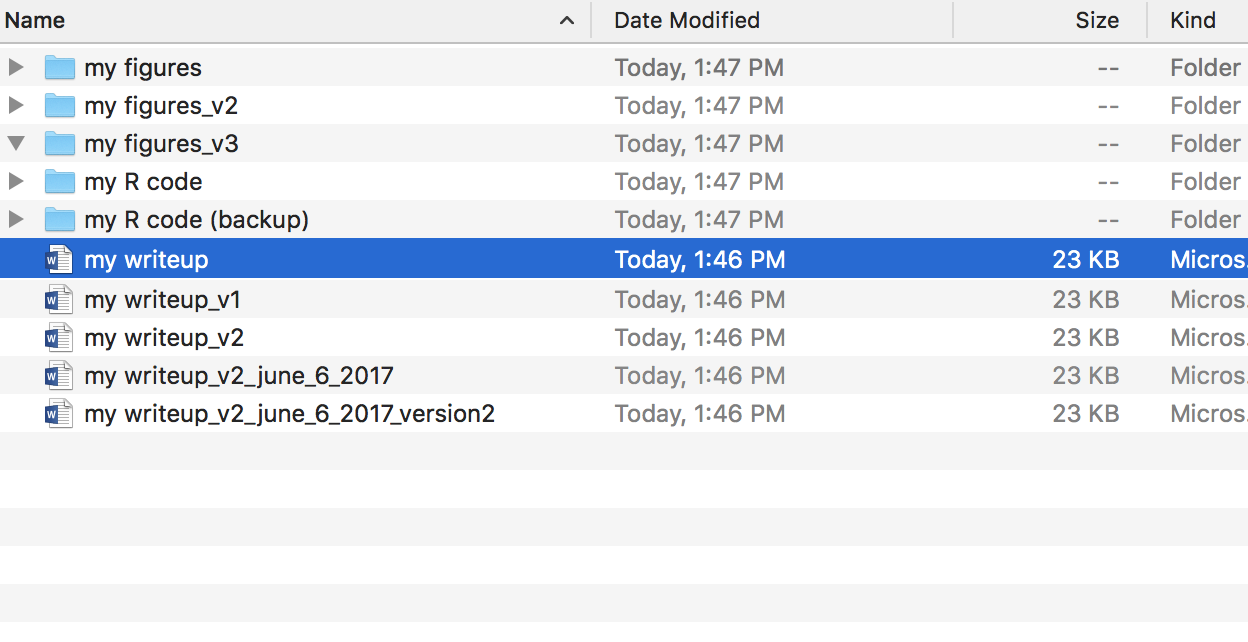 Name Date Modified Size Kind
my figures Today, 1:47 PM -- Folder
my figures_v2 Today, 1:47 PM -- Folder
my figures_v3 Today, 1:47 PM -- Folder
my R code Today, 1:47 PM -- Folder
my R code (backup) Today, 1:47 PM -- Folder
W my writeup Today, 1:46 PM 23 KB Micros.
W my writeup_v1 Today, 1:46 PM 23 KB Micros.
W my writeup_v2 Today, 1:46 PM 23 KB Micros.
W my writeup_v2_june_6_2017 Today, 1:46 PM 23 KB Micros.
W my writeup_v2_june_6_2017_version2 Today, 1:46 PM 23 KB Micros.